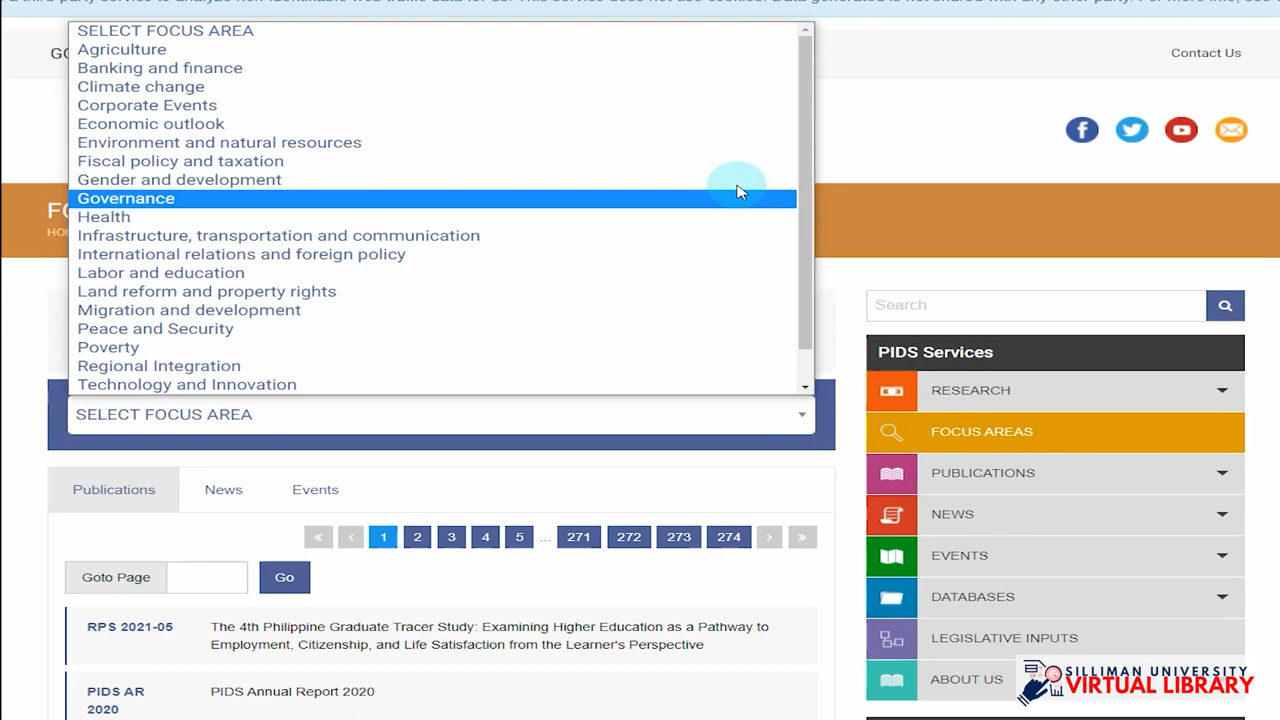 SELECT FOCUS AREA
Agriculture
Banking and finance
Climate change
Corporate Events
Economic outlook
Environment and natural resources
Fiscal policy and taxation
Gender and development
Governance
Health
Infrastructure, transportation and communication
International relations and foreign policy
Labor and education
Land reform and property rights
Migration and development
Peace and Security
Poverty
Regional Integration
Technology and Innovation
SELECT FOCUS AREA
Contact Us
Search
PIDS Services
RESEARCH
FOCUS AREAS
PUBLICATIONS
NEWS
EVENTS
DATABASES
LEGISLATIVE INPUTS
ABOUT US
Publications News Events
« ‹ 1 2 3 4 5 ... 271 272 273 274 › »
Goto Page Go
RPS 2021-05 The 4th Philippine Graduate Tracer Study: Examining Higher Education as a Pathway to
Employment, Citizenship, and Life Satisfaction from the Learner's Perspective
PIDS AR PIDS Annual Report 2020
2020
SILLIMAN UNIVERSITY
VIRTUAL LIBRARY